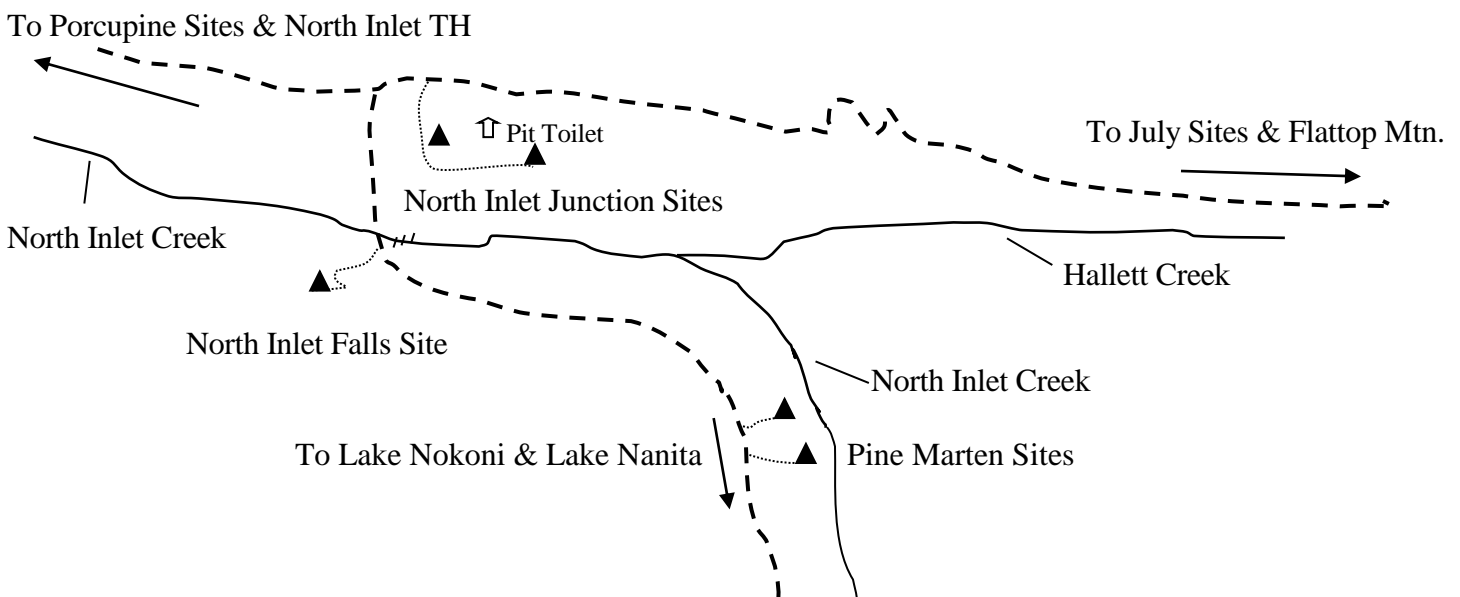 To Porcupine Sites & North Inlet TH
Pit Toilet
To July Sites & Flattop Mtn.
North Inlet Junction Sites
North Inlet Creek
Hallett Creek
North Inlet Falls Site
North Inlet Creek
To Lake Nokoni & Lake Nanita
Pine Marten Sites